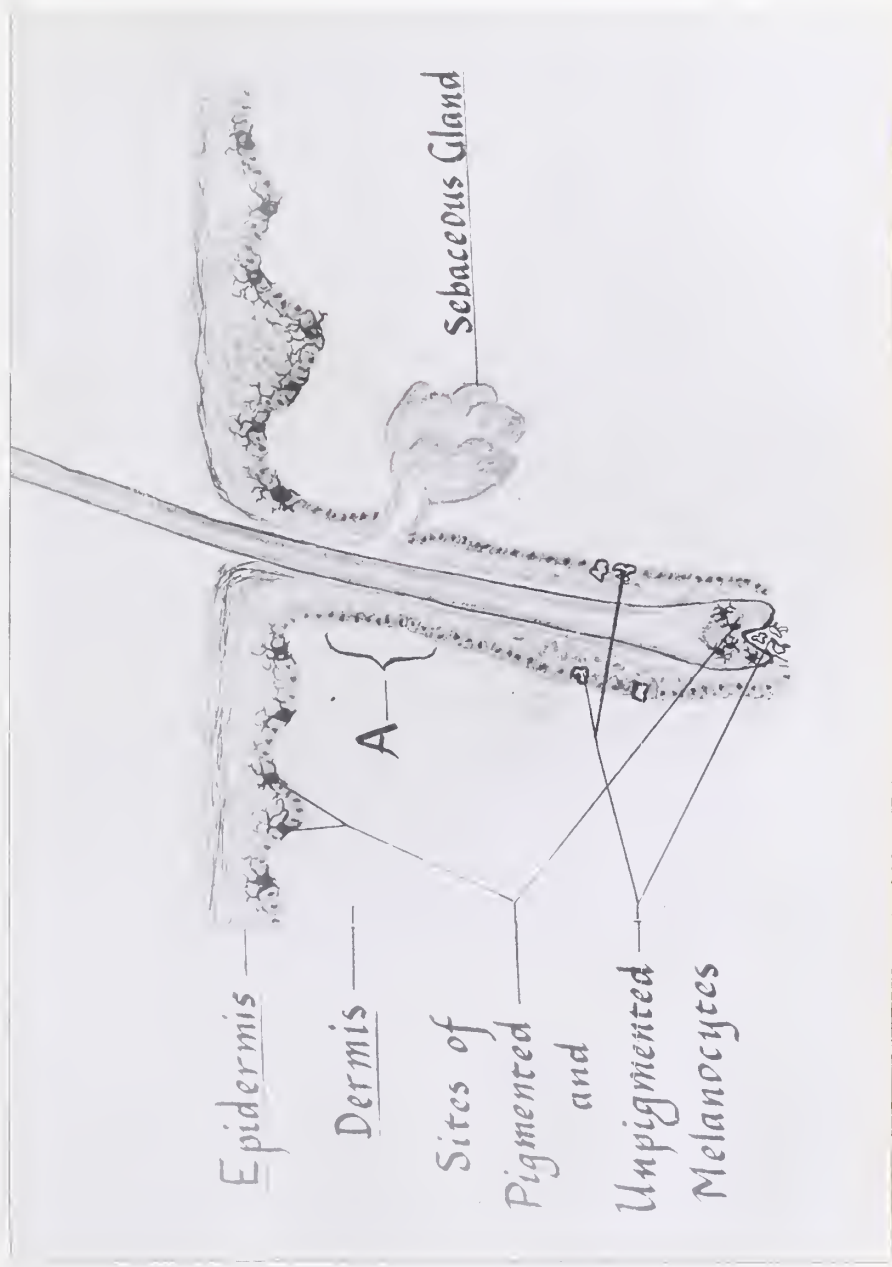 Epidermis
Dermis
Sites of
Pigmented
and
Unpigmented
Melanocytes
A
Sebaceous Gland